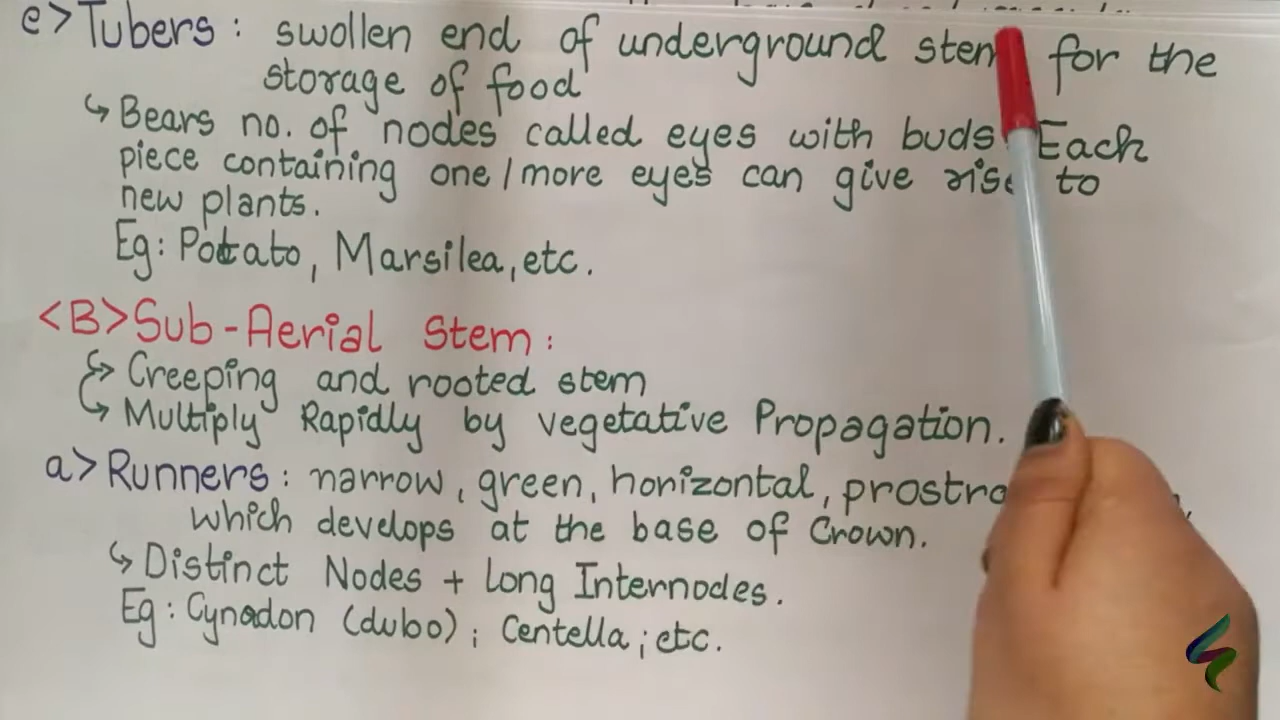 e> Tubers : swollen end of underground stem for the
storage of food
↳ Bears no. of nodes called eyes with buds. Each
piece containing one/more eyes can give rise to
new plants.
Eg: Potato, Marsilea, etc.
<B> Sub-Aerial Stem :
↳ Creeping and rooted stem
↳ Multiply Rapidly by vegetative Propagation.
a> Runners : narrow, green, horizontal,
which develops at the base of Crown.
↳ Distinct Nodes + Long Internodes.
Eg: Cynodon (dubo) ; Centella ; etc.